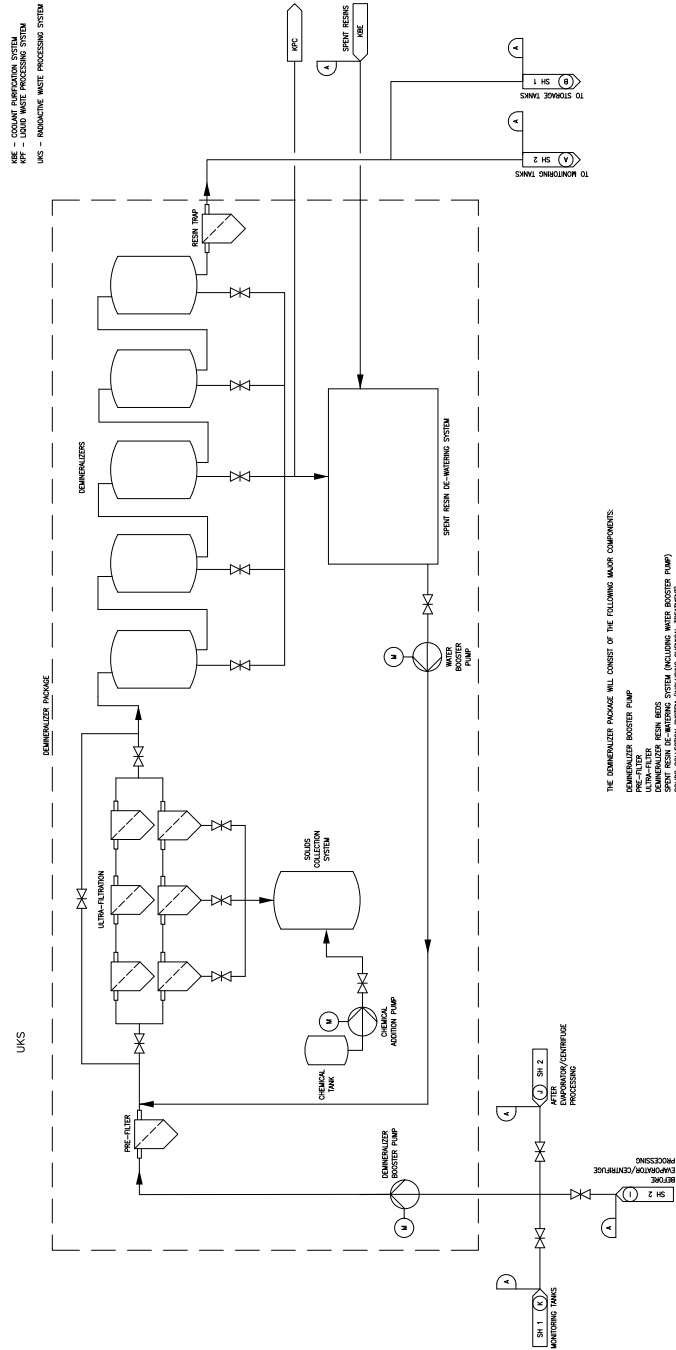 KBE – COOLANT PURIFICATION SYSTEM
KPF – LIQUID WASTE PROCESSING SYSTEM
UKS – RADIOACTIVE WASTE PROCESSING SYSTEM
UKS
DEMINERALIZER PACKAGE
PRE-FILTER
ULTRA-FILTRATION
DEMINERALIZERS
RESIN TRAP
KPC
SPENT RESINS
KBE
A
SOLIDS
COLLECTION
SYSTEM
CHEMICAL
TANK
M
CHEMICAL
ADDITION PUMP
M
WATER
BOOSTER
PUMP
SPENT RESIN DE-WATERING SYSTEM
M
DEMINERALIZER
BOOSTER PUMP
A
SH 1 K
MONITORING TANKS
A
J SH 2
AFTER
EVAPORATOR/CENTRIFUGE
PROCESSING
A
SH 2 I
BEFORE
EVAPORATOR/CENTRIFUGE
PROCESSING
A
SH 2 A
TO MONITORING TANKS
A
SH 1 B
TO STORAGE TANKS
THE DEMINERALIZER PACKAGE WILL CONSIST OF THE FOLLOWING MAJOR COMPONENTS:
DEMINERALIZER BOOSTER PUMP
PRE-FILTER
ULTRA-FILTER
DEMINERALIZER RESIN BEDS
SPENT RESIN DE-WATERING SYSTEM (INCLUDING WATER BOOSTER PUMP)